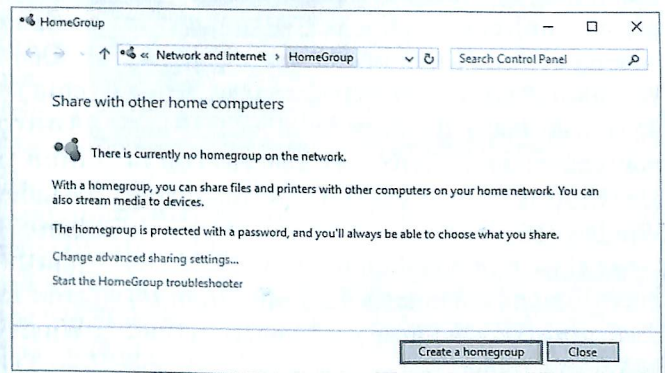 HomeGroup
« Network and Internet > HomeGroup
Search Control Panel
Share with other home computers
There is currently no homegroup on the network.
With a homegroup, you can share files and printers with other computers on your home network. You can
also stream media to devices.
The homegroup is protected with a password, and you'll always be able to choose what you share.
Change advanced sharing settings...
Start the HomeGroup troubleshooter
Create a homegroup
Close